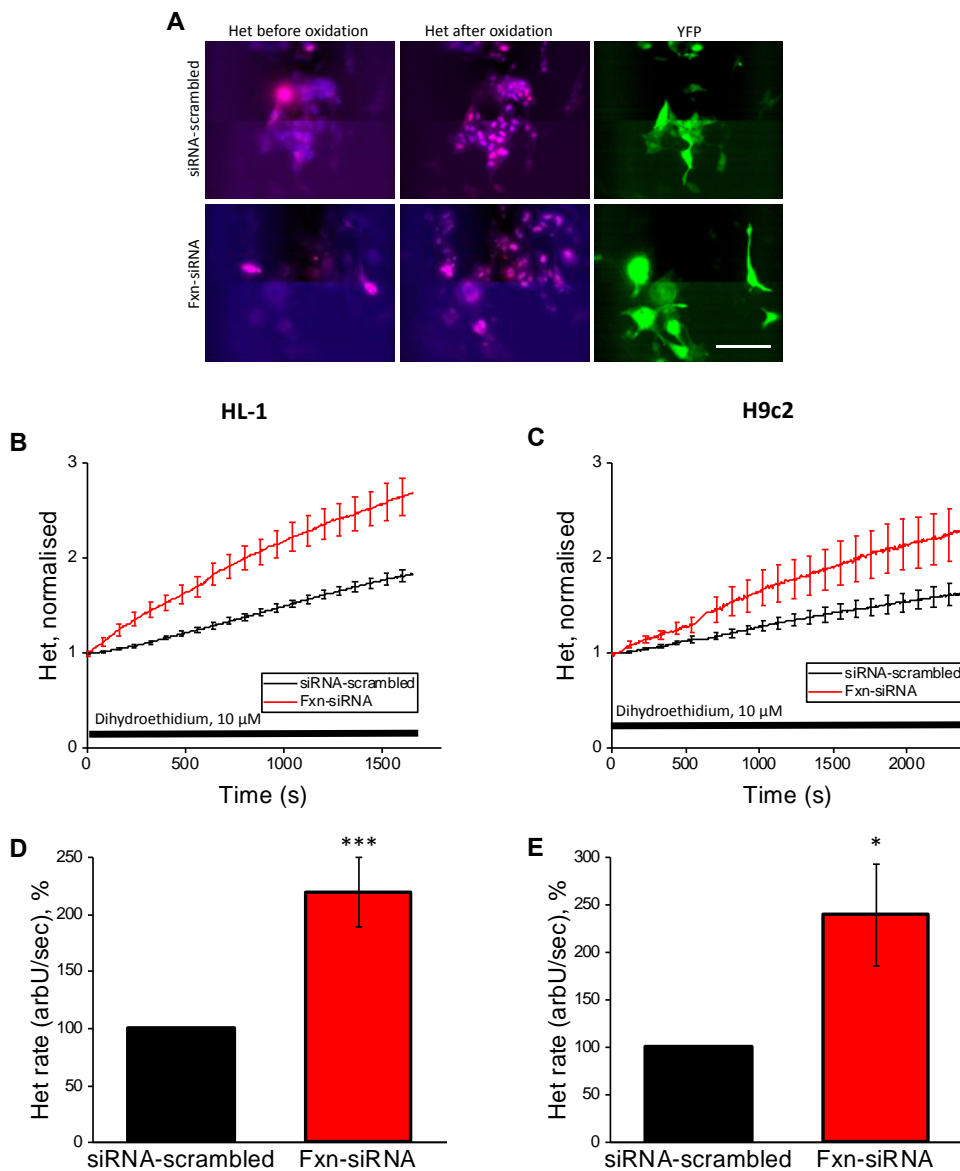 A
Het before oxidation
Het after oxidation
YFP
siRNA-scrambled
Fxn-siRNA
HL-1
H9c2
B
3
2
1
0
Het, normalised
siRNA-scrambled
Fxn-siRNA
Dihydroethidium, 10 µM
0 500 1000 1500
Time (s)
C
3
2
1
0
Het, normalised
siRNA-scrambled
Fxn-siRNA
Dihydroethidium, 10 µM
0 500 1000 1500 2000
Time (s)
D
250
200
150
100
50
0
Het rate (arbU/sec), %
***
siRNA-scrambled Fxn-siRNA
E
300
250
200
150
100
50
0
Het rate (arbU/sec), %
*
siRNA-scrambled Fxn-siRNA